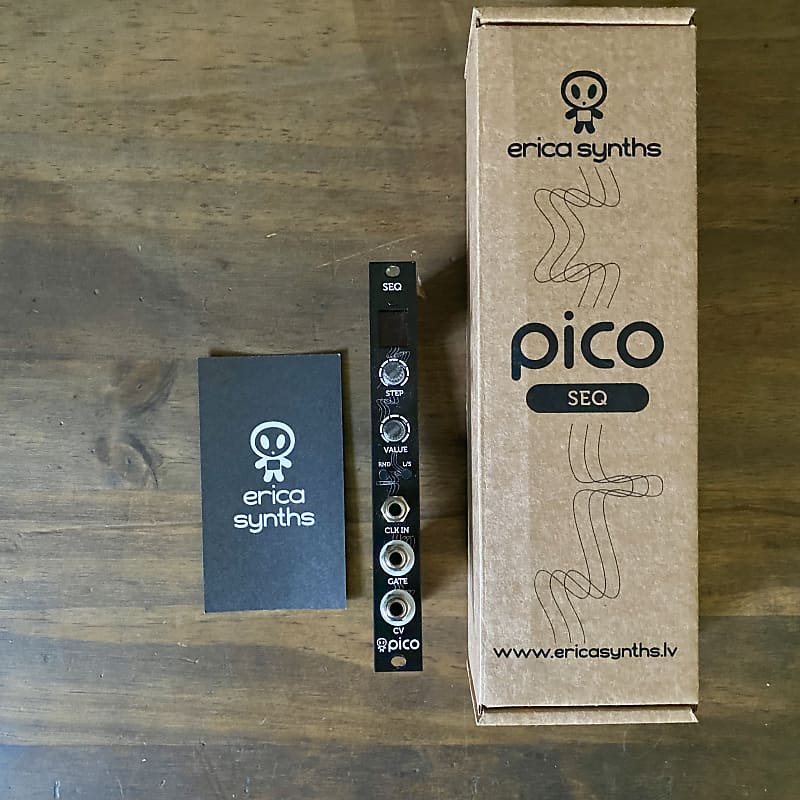 erica
synths
SEQ
STEP
VALUE
RND L/S
CLK IN
GATE
CV
pico
erica synths
pico
SEQ
www.ericasynths.lv